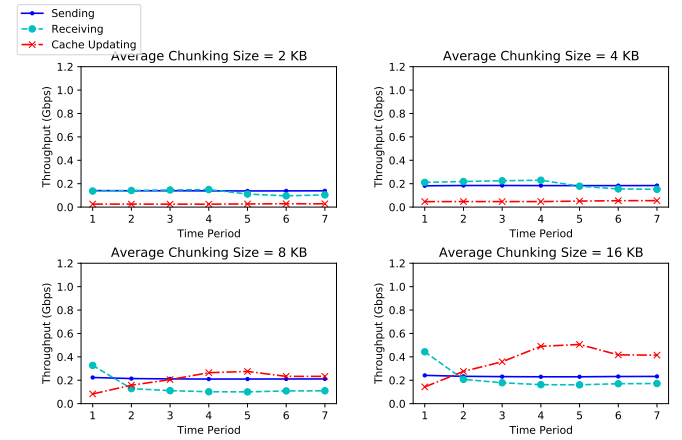 Sending
Receiving
Cache Updating
Average Chunking Size = 2 KB
Throughput (Gbps)
1.2
1.0
0.8
0.6
0.4
0.2
0.0
1 2 3 4 5 6 7
Time Period
Average Chunking Size = 4 KB
Throughput (Gbps)
1.2
1.0
0.8
0.6
0.4
0.2
0.0
1 2 3 4 5 6 7
Time Period
Average Chunking Size = 8 KB
Throughput (Gbps)
1.2
1.0
0.8
0.6
0.4
0.2
0.0
1 2 3 4 5 6 7
Time Period
Average Chunking Size = 16 KB
Throughput (Gbps)
1.2
1.0
0.8
0.6
0.4
0.2
0.0
1 2 3 4 5 6 7
Time Period